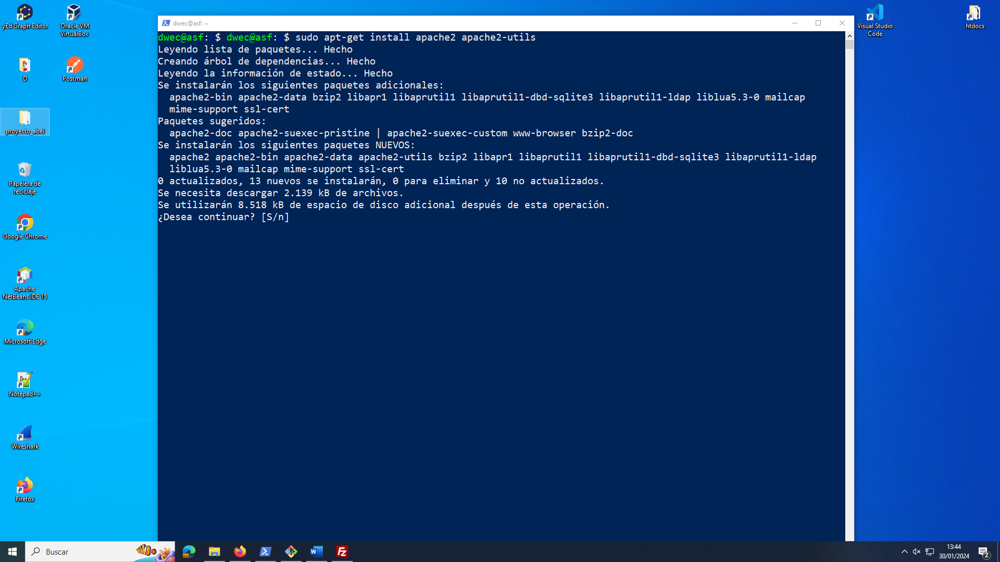 yEd Graph Editor
Oracle VM
VirtualBox
D
Postman
proyecto_abel
Papelera de
reciclaje
Google Chrome
Apache
NetBeans IDE 15
Microsoft Edge
Notepad++
Wireshark
Firefox
dwec@asf: ~
dwec@asf:~$ dwec@asf:~$ sudo apt-get install apache2 apache2-utils
Leyendo lista de paquetes... Hecho
Creando árbol de dependencias... Hecho
Leyendo la información de estado... Hecho
Se instalarán los siguientes paquetes adicionales:
  apache2-bin apache2-data bzip2 libapr1 libaprutil1 libaprutil1-dbd-sqlite3 libaprutil1-ldap liblua5.3-0 mailcap
  mime-support ssl-cert
Paquetes sugeridos:
  apache2-doc apache2-suexec-pristine | apache2-suexec-custom www-browser bzip2-doc
Se instalarán los siguientes paquetes NUEVOS:
  apache2 apache2-bin apache2-data apache2-utils bzip2 libapr1 libaprutil1 libaprutil1-dbd-sqlite3 libaprutil1-ldap
  liblua5.3-0 mailcap mime-support ssl-cert
0 actualizados, 13 nuevos se instalarán, 0 para eliminar y 10 no actualizados.
Se necesita descargar 2.139 kB de archivos.
Se utilizarán 8.518 kB de espacio de disco adicional después de esta operación.
¿Desea continuar? [S/n]
Visual Studio
Code
htdocs
Buscar
13:44
30/01/2024
2